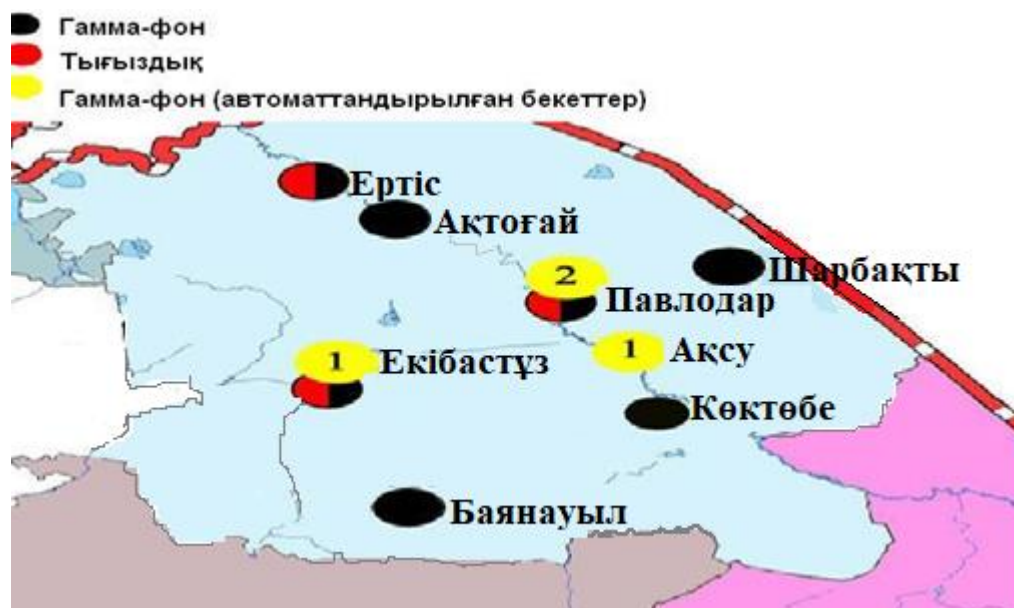 Гамма-фон
Тығыздық
Гамма-фон (автоматтандырылған бекеттер)
Ертіс
Ақтоғай
Шарбақты
2
Павлодар
1
Ақсу
1
Екібастұз
Көктөбе
Баянауыл